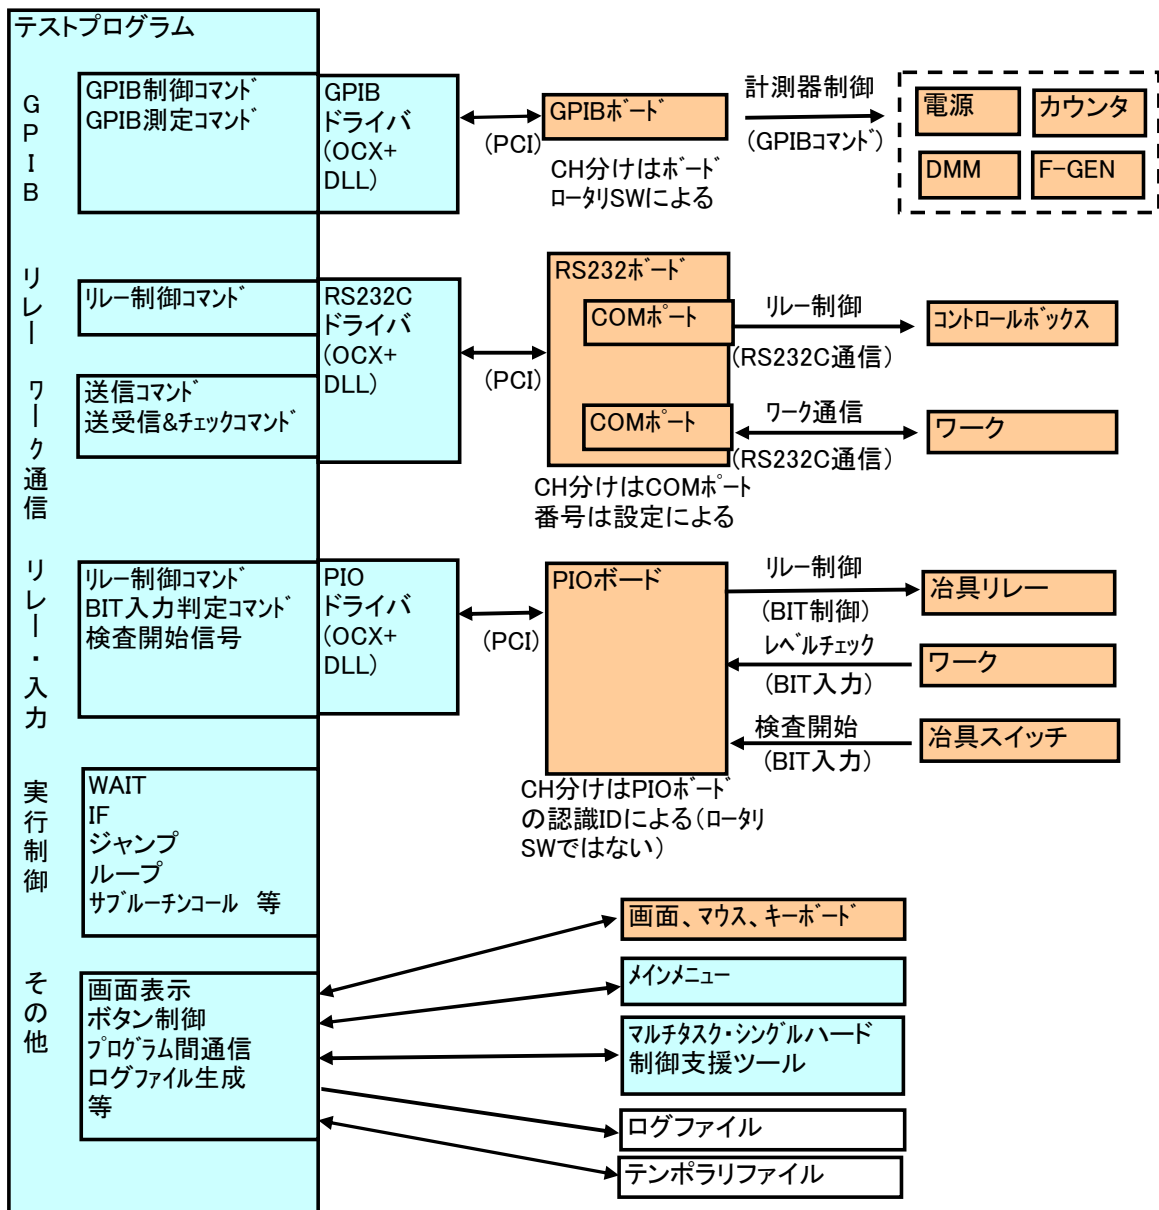 テストプログラム
GPIB
GPIB制御ｺﾏﾝﾄﾞ
GPIB測定ｺﾏﾝﾄﾞ
GPIB
ドライバ
(OCX+
DLL)
(PCI)
GPIBﾎﾞｰﾄﾞ
CH分けはﾎﾞｰﾄﾞ
ﾛｰﾀﾘSWによる
計測器制御
(GPIBｺﾏﾝﾄﾞ)
電源
カウンタ
DMM
F-GEN
リレー
ﾘﾚｰ制御ｺﾏﾝﾄﾞ
ワーク通信
送信ｺﾏﾝﾄﾞ
送受信&ﾁｪｯｸｺﾏﾝﾄﾞ
RS232C
ドライバ
(OCX+
DLL)
(PCI)
RS232ﾎﾞｰﾄﾞ
COMﾎﾟｰﾄ
COMﾎﾟｰﾄ
CH分けはCOMﾎﾟｰﾄ
番号は設定による
ﾘﾚｰ制御
(RS232C通信)
ｺﾝﾄﾛｰﾙﾎﾞｯｸｽ
ﾜｰｸ通信
(RS232C通信)
ワーク
リレー・入力
ﾘﾚｰ制御ｺﾏﾝﾄﾞ
BIT入力判定ｺﾏﾝﾄﾞ
検査開始信号
PIO
ドライバ
(OCX+
DLL)
(PCI)
PIOボード
CH分けはPIOﾎﾞｰﾄﾞ
の認識IDによる(ﾛｰﾀﾘ
SWではない)
ﾘﾚｰ制御
(BIT制御)
冶具リレー
ﾚﾍﾞﾙﾁｪｯｸ
(BIT入力)
ワーク
検査開始
(BIT入力)
冶具スイッチ
実行制御
WAIT
IF
ジャンプ
ループ
ｻﾌﾞﾙｰﾁﾝｺｰﾙ　等
その他
画面表示
ボタン制御
ﾌﾟﾛｸﾞﾗﾑ間通信
ﾛｸﾞﾌｧｲﾙ生成
等
画面、ﾏｳｽ、ｷｰﾎﾞｰﾄﾞ
ﾒｲﾝﾒﾆｭｰ
ﾏﾙﾁﾀｽｸ・ｼﾝｸﾞﾙﾊｰﾄﾞ
制御支援ツール
ログファイル
テンポラリファイル